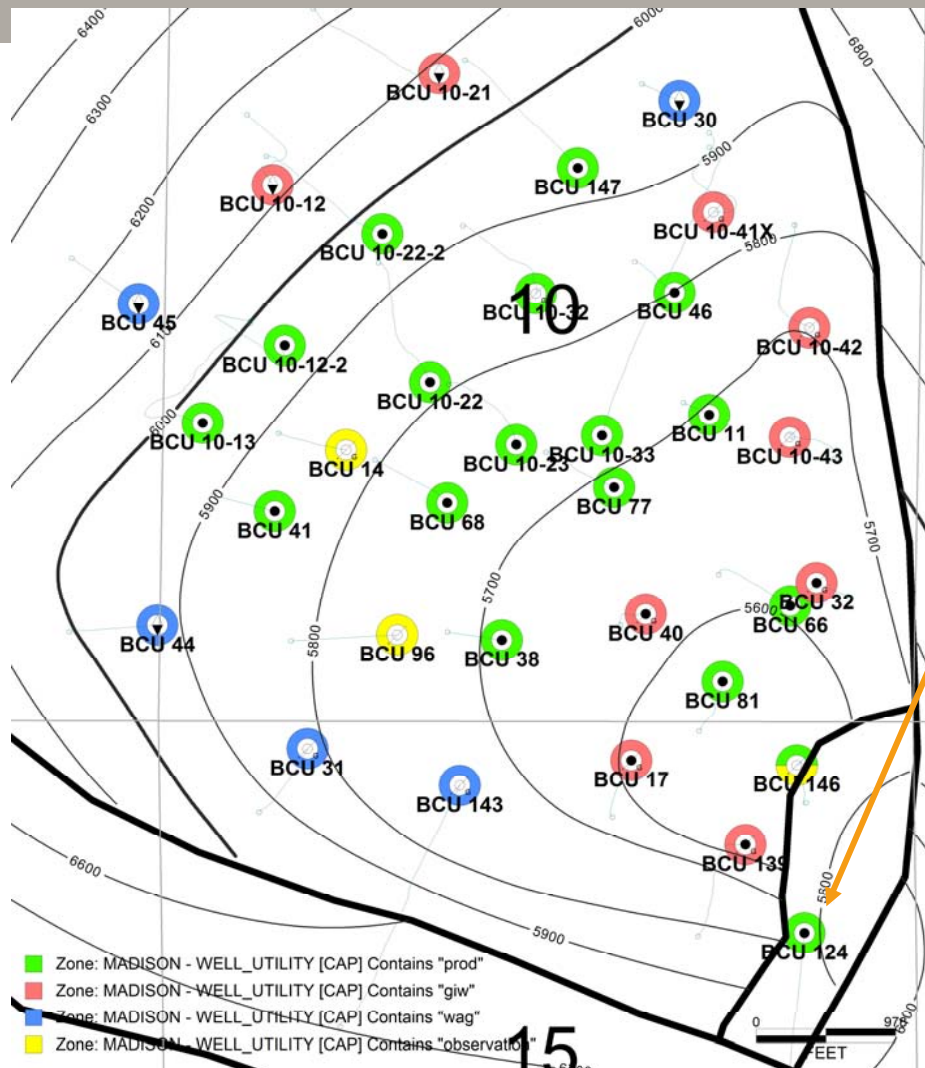 6400
6000
6800
BCU 10-21
6300
BCU 30
5900
BCU 147
6200
BCU 10-12
BCU 10-41X
5800
BCU 10-22-2
10
BCU 10-32
BCU 46
BCU 45
BCU 10-42
BCU 10-12-2
BCU 10-22
BCU 11
6000
BCU 10-13
BCU 10-23
BCU 10-33
BCU 10-43
BCU 14
5900
BCU 68
BCU 77
BCU 41
5700
5700
BCU 32
5600
BCU 66
BCU 40
BCU 44
5800
BCU 96
BCU 38
BCU 81
BCU 31
BCU 17
BCU 146
BCU 143
BCU 139
6600
5900
BCU 124
Zone: MADISON - WELL_UTILITY [CAP] Contains "prod"
Zone: MADISON - WELL_UTILITY [CAP] Contains "giw"
Zone: MADISON - WELL_UTILITY [CAP] Contains "wag"
Zone: MADISON - WELL_UTILITY [CAP] Contains "observation"
15
0
FEET